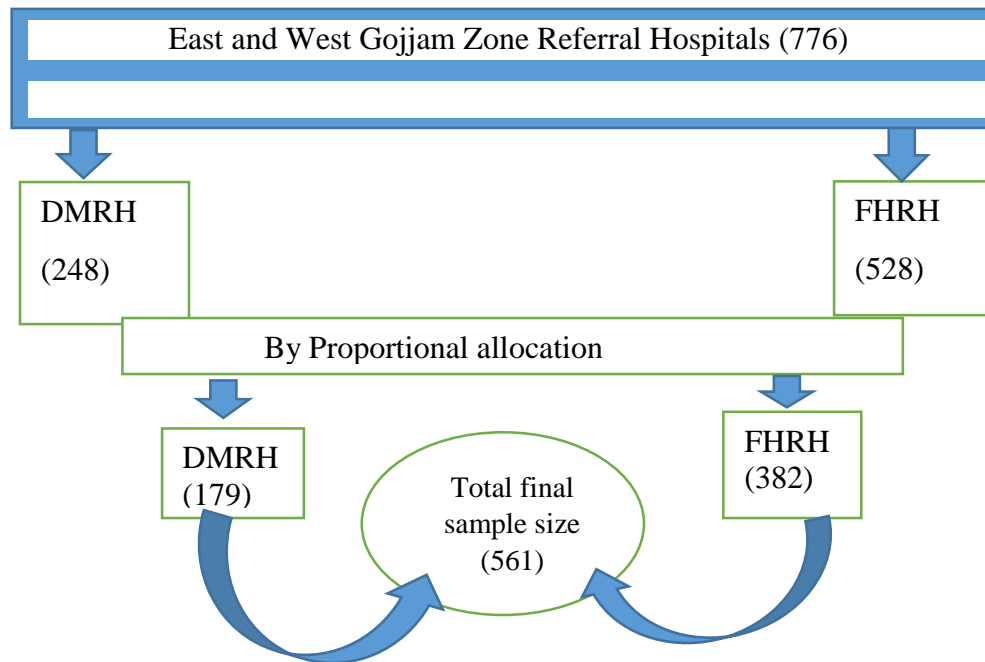 East and West Gojjam Zone Referral Hospitals (776)
DMRH
(248)
FHRH
(528)
By Proportional allocation
DMRH
(179)
Total final
sample size
(561)
FHRH
(382)